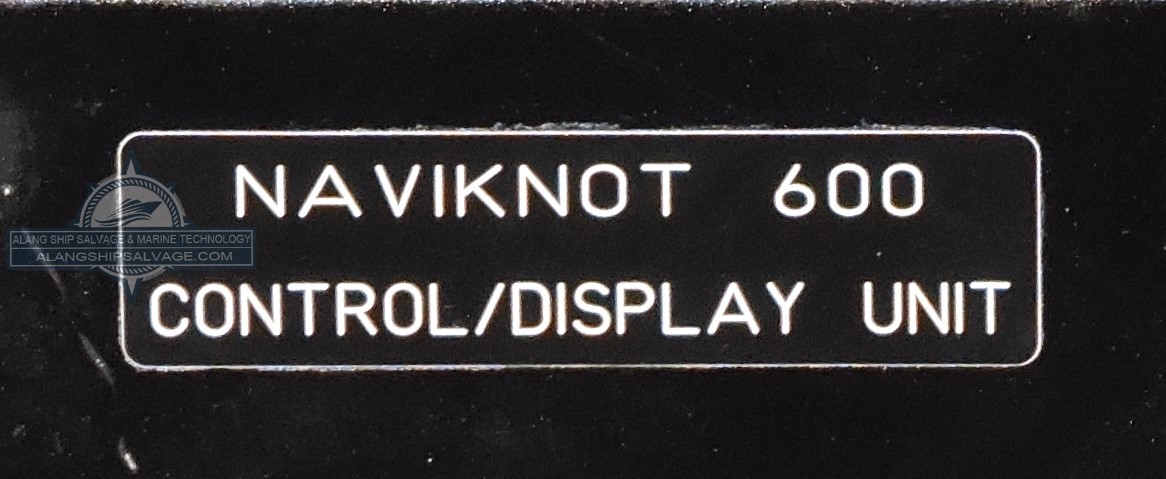 NAVIKNOT 600
ALANG SHIP SALVAGE & MARINE TECHNOLOGY
ALANGSHIPSALVAGE.COM
CONTROL/DISPLAY UNIT